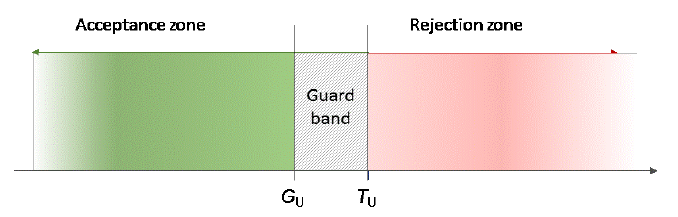 Acceptance zone
Rejection zone
Guard
band
GU
TU